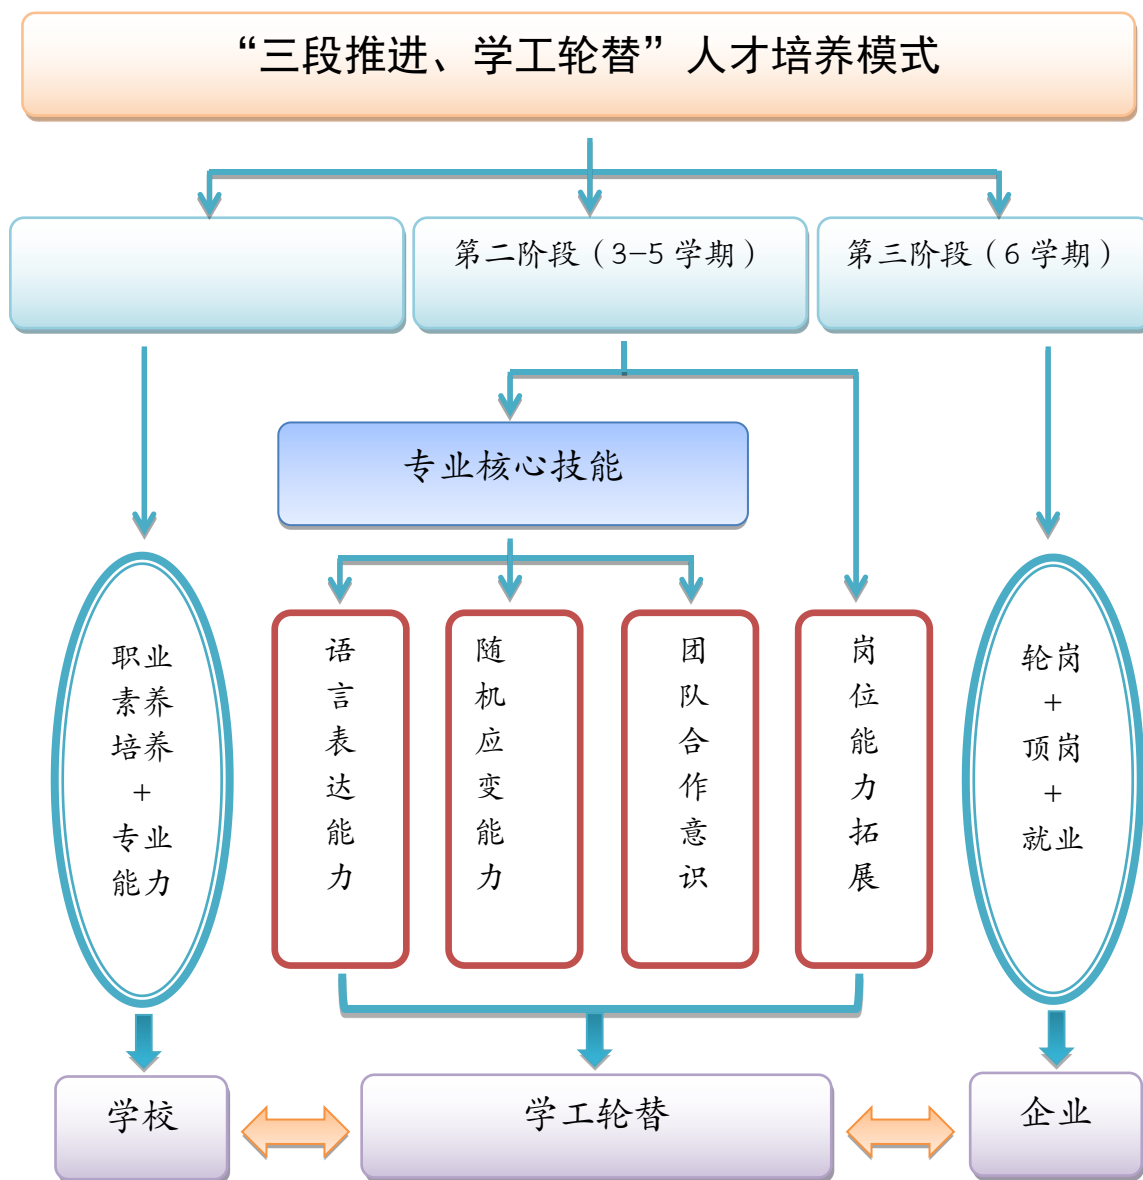 “三段推进、学工轮替”人才培养模式
第二阶段（3-5 学期）
第三阶段（6 学期）
专业核心技能
职业
素养
培养
+
专业
能力
语言表达能力
随机应变能力
团队合作意识
岗位能力拓展
轮岗
+
顶岗
+
就业
学校
学工轮替
企业